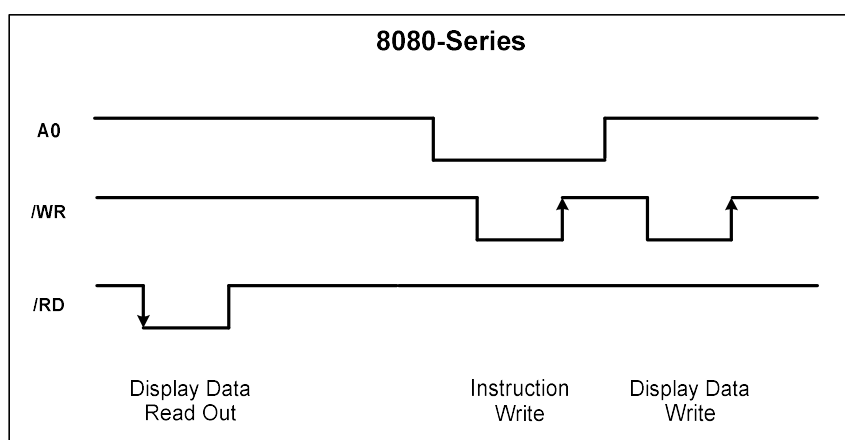 8080-Series
A0
/WR
/RD
Display Data
Read Out
Instruction
Write
Display Data
Write